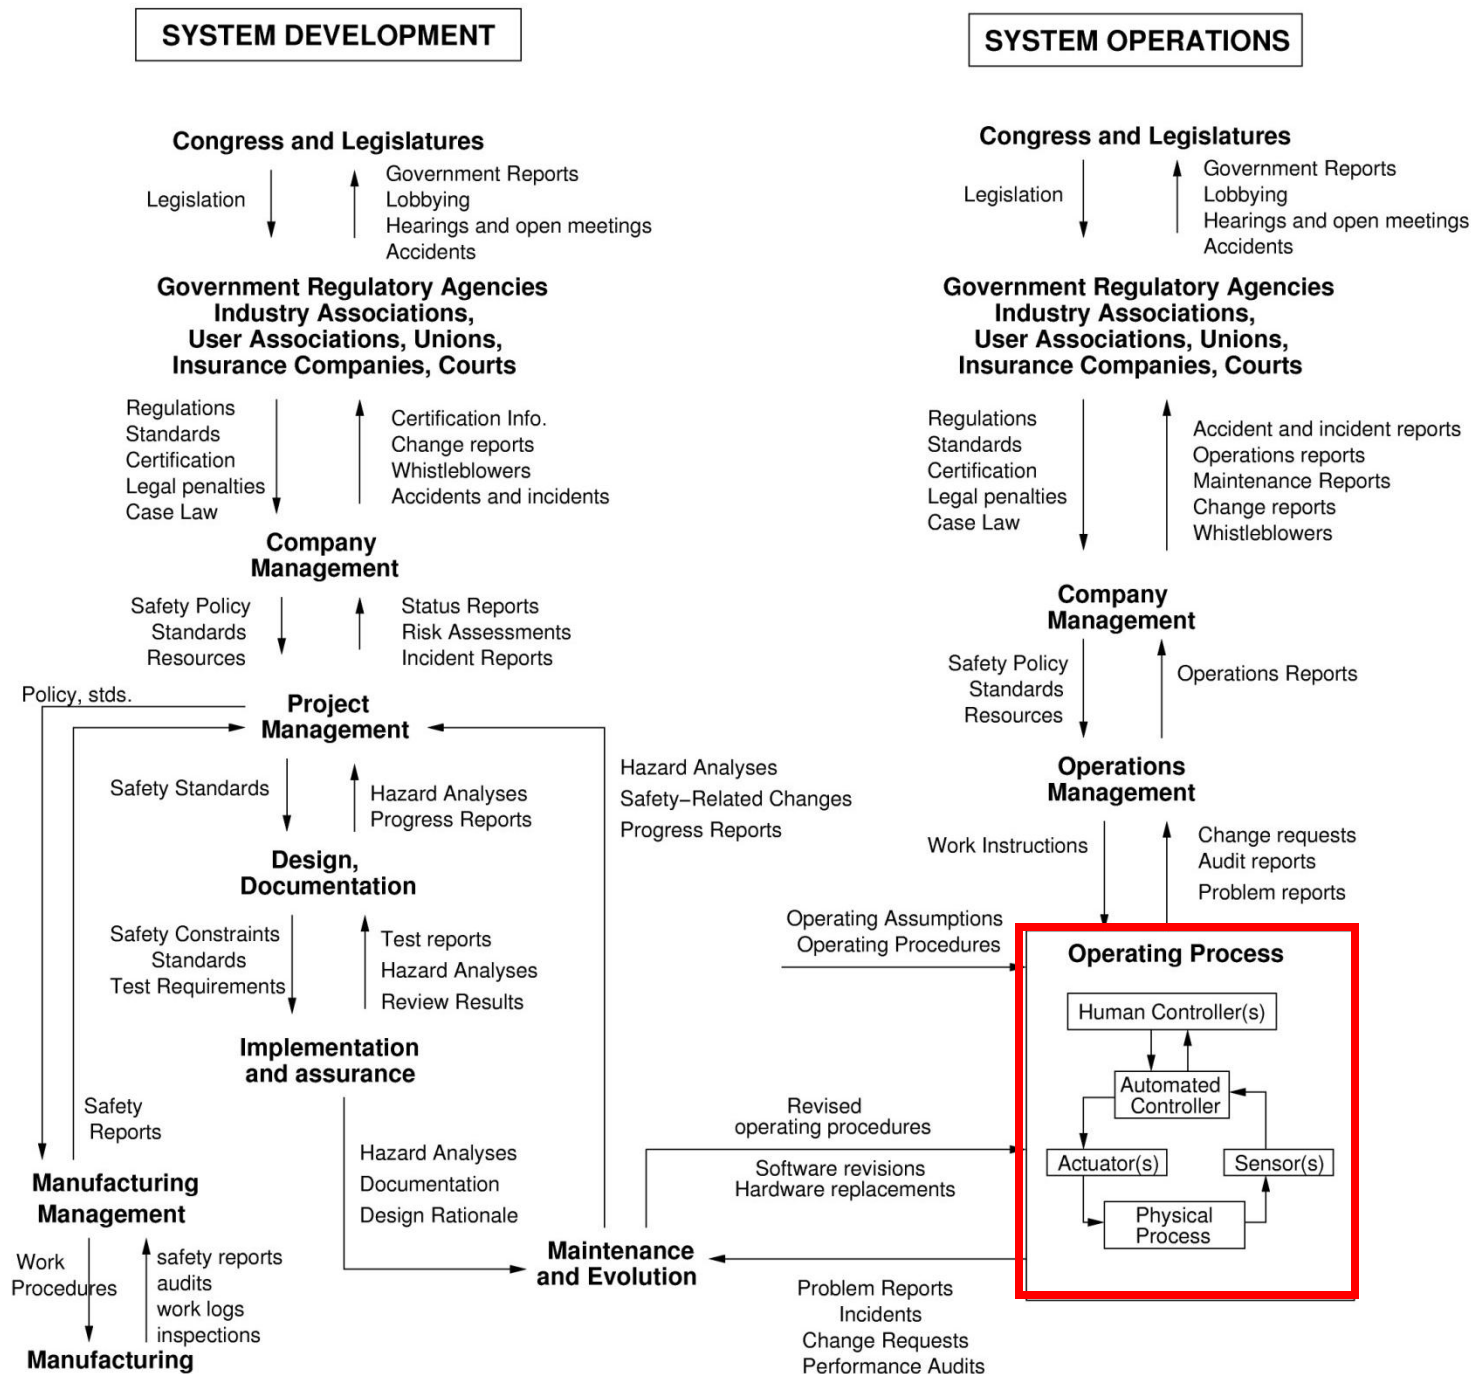 SYSTEM DEVELOPMENT
Congress and Legislatures
Legislation
Government Reports
Lobbying
Hearings and open meetings
Accidents
Government Regulatory Agencies
Industry Associations,
User Associations, Unions,
Insurance Companies, Courts
Regulations
Standards
Certification
Legal penalties
Case Law
Certification Info.
Change reports
Whistleblowers
Accidents and incidents
Company
Management
Safety Policy
Standards
Resources
Status Reports
Risk Assessments
Incident Reports
Policy, stds.
Project
Management
Safety Standards
Hazard Analyses
Progress Reports
Hazard Analyses
Safety–Related Changes
Progress Reports
Design,
Documentation
Safety Constraints
Standards
Test Requirements
Test reports
Hazard Analyses
Review Results
Implementation
and assurance
Safety
Reports
Hazard Analyses
Documentation
Design Rationale
Manufacturing
Management
Work
Procedures
safety reports
audits
work logs
inspections
Manufacturing
Maintenance
and Evolution
SYSTEM OPERATIONS
Congress and Legislatures
Legislation
Government Reports
Lobbying
Hearings and open meetings
Accidents
Government Regulatory Agencies
Industry Associations,
User Associations, Unions,
Insurance Companies, Courts
Regulations
Standards
Certification
Legal penalties
Case Law
Accident and incident reports
Operations reports
Maintenance Reports
Change reports
Whistleblowers
Company
Management
Safety Policy
Standards
Resources
Operations Reports
Operations
Management
Work Instructions
Change requests
Audit reports
Problem reports
Operating Assumptions
Operating Procedures
Operating Process
Human Controller(s)
Automated
Controller
Actuator(s)
Sensor(s)
Physical
Process
Revised
operating procedures
Software revisions
Hardware replacements
Problem Reports
Incidents
Change Requests
Performance Audits